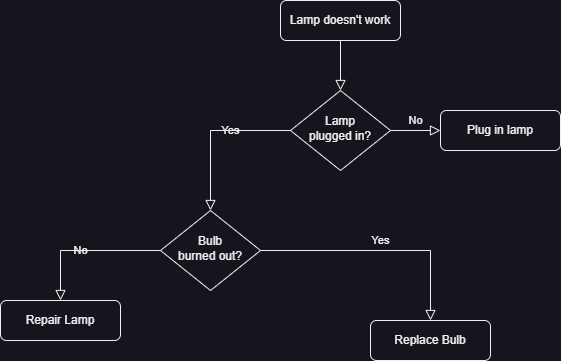 Lamp doesn't work
Lamp
plugged in?
No
Plug in lamp
Yes
Bulb
burned out?
No
Yes
Repair Lamp
Replace Bulb